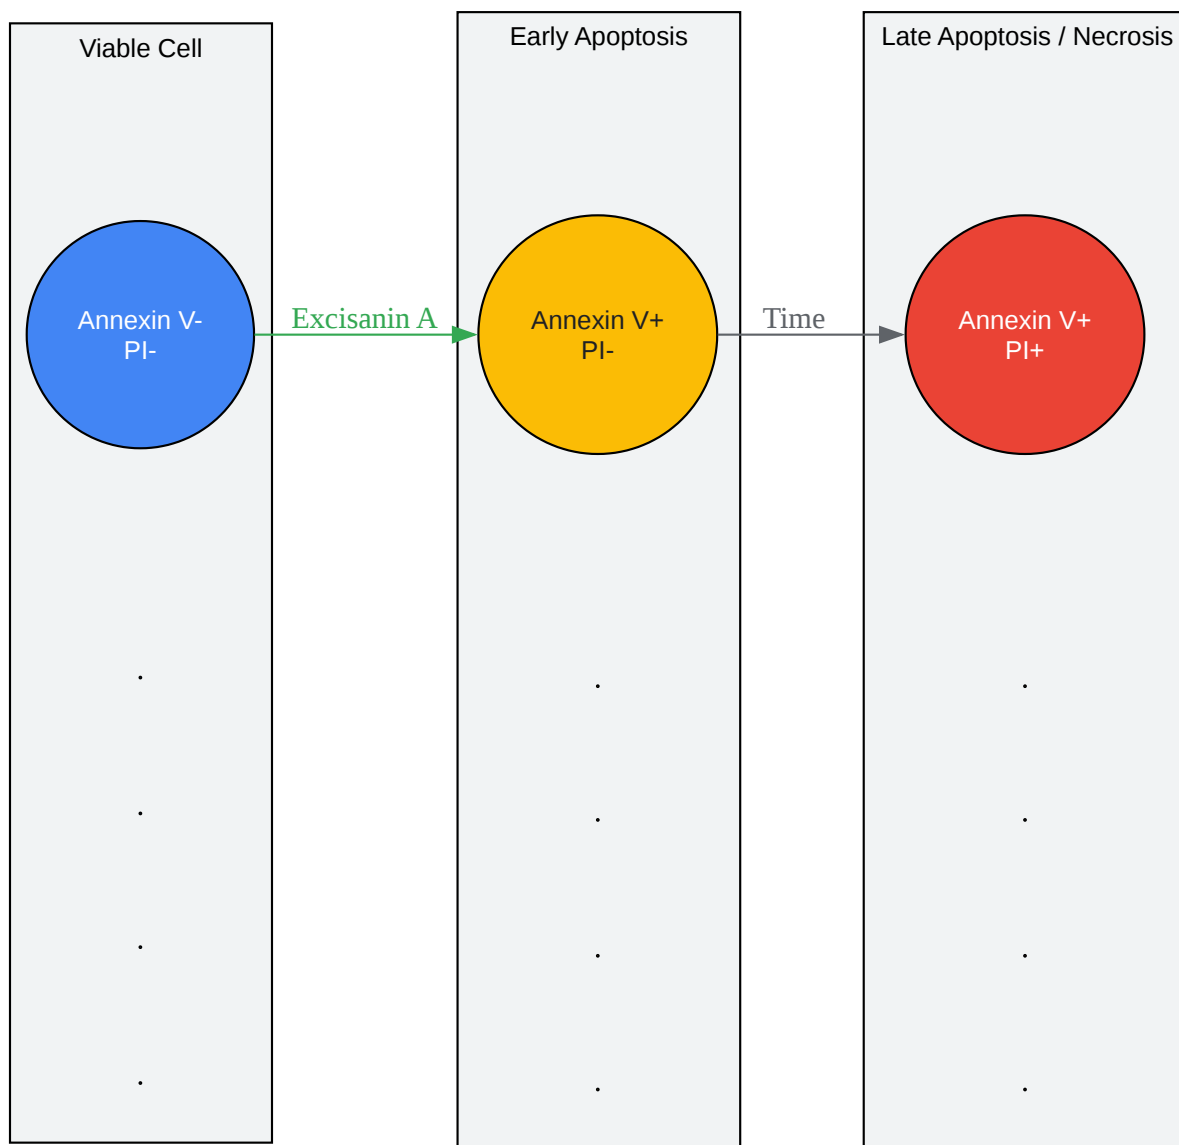 Viable Cell
Early Apoptosis
Late Apoptosis / Necrosis
Annexin V-
PI-
Excisanin A
Annexin V+
PI-
Time
Annexin V+
PI+